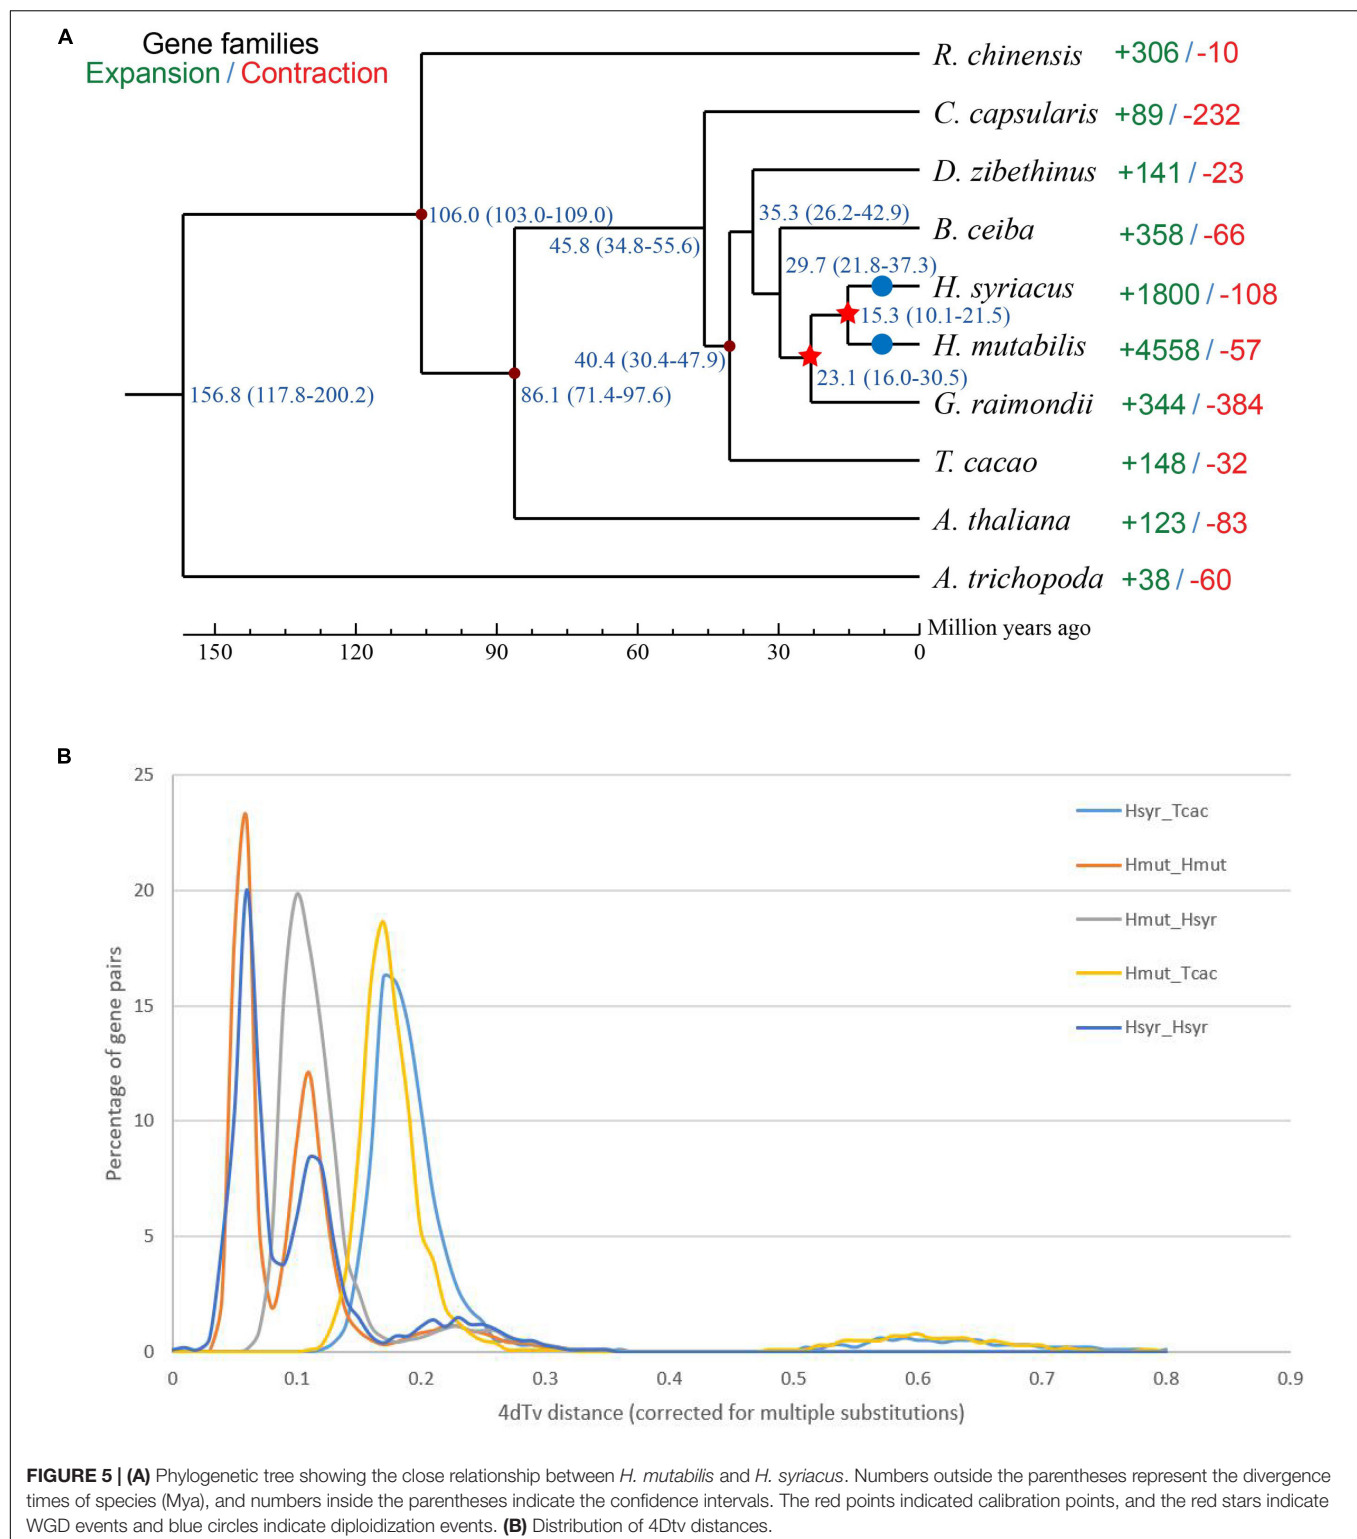 A
Gene families
Expansion / Contraction
R. chinensis +306 / -10
C. capsularis +89 / -232
D. zibethinus +141 / -23
B. ceiba +358 / -66
H. syriacus +1800 / -108
H. mutabilis +4558 / -57
G. raimondii +344 / -384
T. cacao +148 / -32
A. thaliana +123 / -83
A. trichopoda +38 / -60
106.0 (103.0-109.0)
35.3 (26.2-42.9)
45.8 (34.8-55.6)
29.7 (21.8-37.3)
15.3 (10.1-21.5)
40.4 (30.4-47.9)
23.1 (16.0-30.5)
156.8 (117.8-200.2)
86.1 (71.4-97.6)
Million years ago
150 120 90 60 30 0
B
25
20
15
10
5
0
Percentage of gene pairs
Hsyr_Tcac
Hmut_Hmut
Hmut_Hsyr
Hmut_Tcac
Hsyr_Hsyr
0 0.1 0.2 0.3 0.4 0.5 0.6 0.7 0.8 0.9
4dTv distance (corrected for multiple substitutions)
FIGURE 5 | (A) Phylogenetic tree showing the close relationship between H. mutabilis and H. syriacus. Numbers outside the parentheses represent the divergence
times of species (Mya), and numbers inside the parentheses indicate the confidence intervals. The red points indicated calibration points, and the red stars indicate
WGD events and blue circles indicate diploidization events. (B) Distribution of 4Dtv distances.